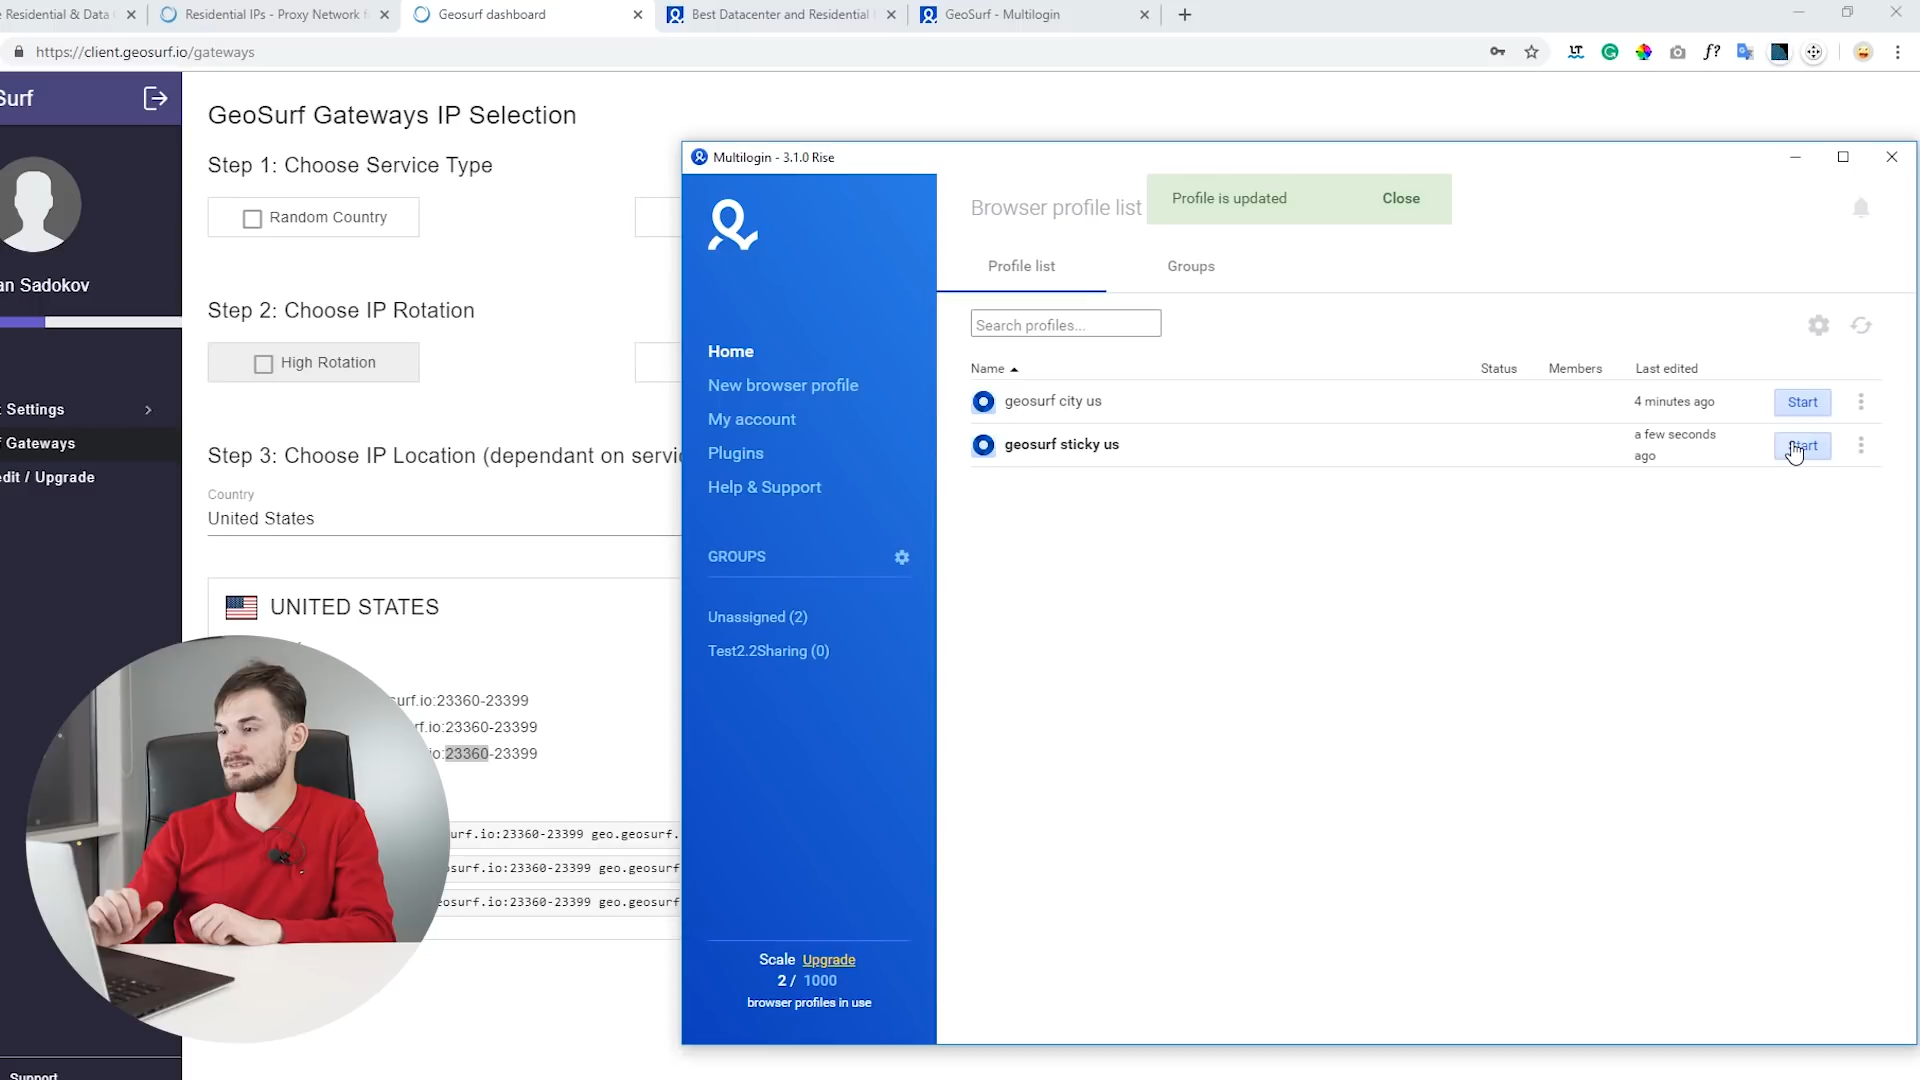 Residential & Data
Residential IPs - Proxy Network f
Geosurf dashboard
Best Datacenter and Residential
GeoSurf - Multilogin
https://client.geosurf.io/gateways
Surf
an Sadokov
Settings
Gateways
edit / Upgrade
Support
GeoSurf Gateways IP Selection
Step 1: Choose Service Type
Random Country
Step 2: Choose IP Rotation
High Rotation
Step 3: Choose IP Location (dependant on servic
Country
United States
UNITED STATES
surf.io:23360-23399
rf.io:23360-23399
io:23360-23399
surf.io:23360-23399 geo.geosurf.
osurf.io:23360-23399 geo.geosurf
eosurf.io:23360-23399 geo.geosurf
Multilogin - 3.1.0 Rise
Home
New browser profile
My account
Plugins
Help & Support
GROUPS
Unassigned (2)
Test2.2Sharing (0)
Scale Upgrade
2 / 1000
browser profiles in use
Browser profile list
Profile is updated Close
Profile list Groups
Search profiles...
Name Status Members Last edited
geosurf city us 4 minutes ago Start
geosurf sticky us a few seconds ago Start